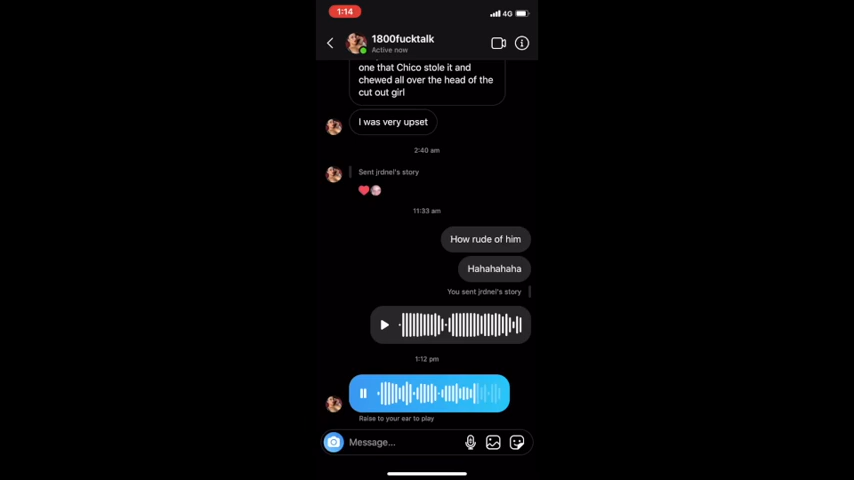 1:14
4G
1800fucktalk
Active now
one that Chico stole it and
chewed all over the head of the
cut out girl
I was very upset
2:40 am
Sent jrdnel's story
11:33 am
How rude of him
Hahahahaha
You sent jrdnel's story
1:12 pm
Raise to your ear to play
Message...